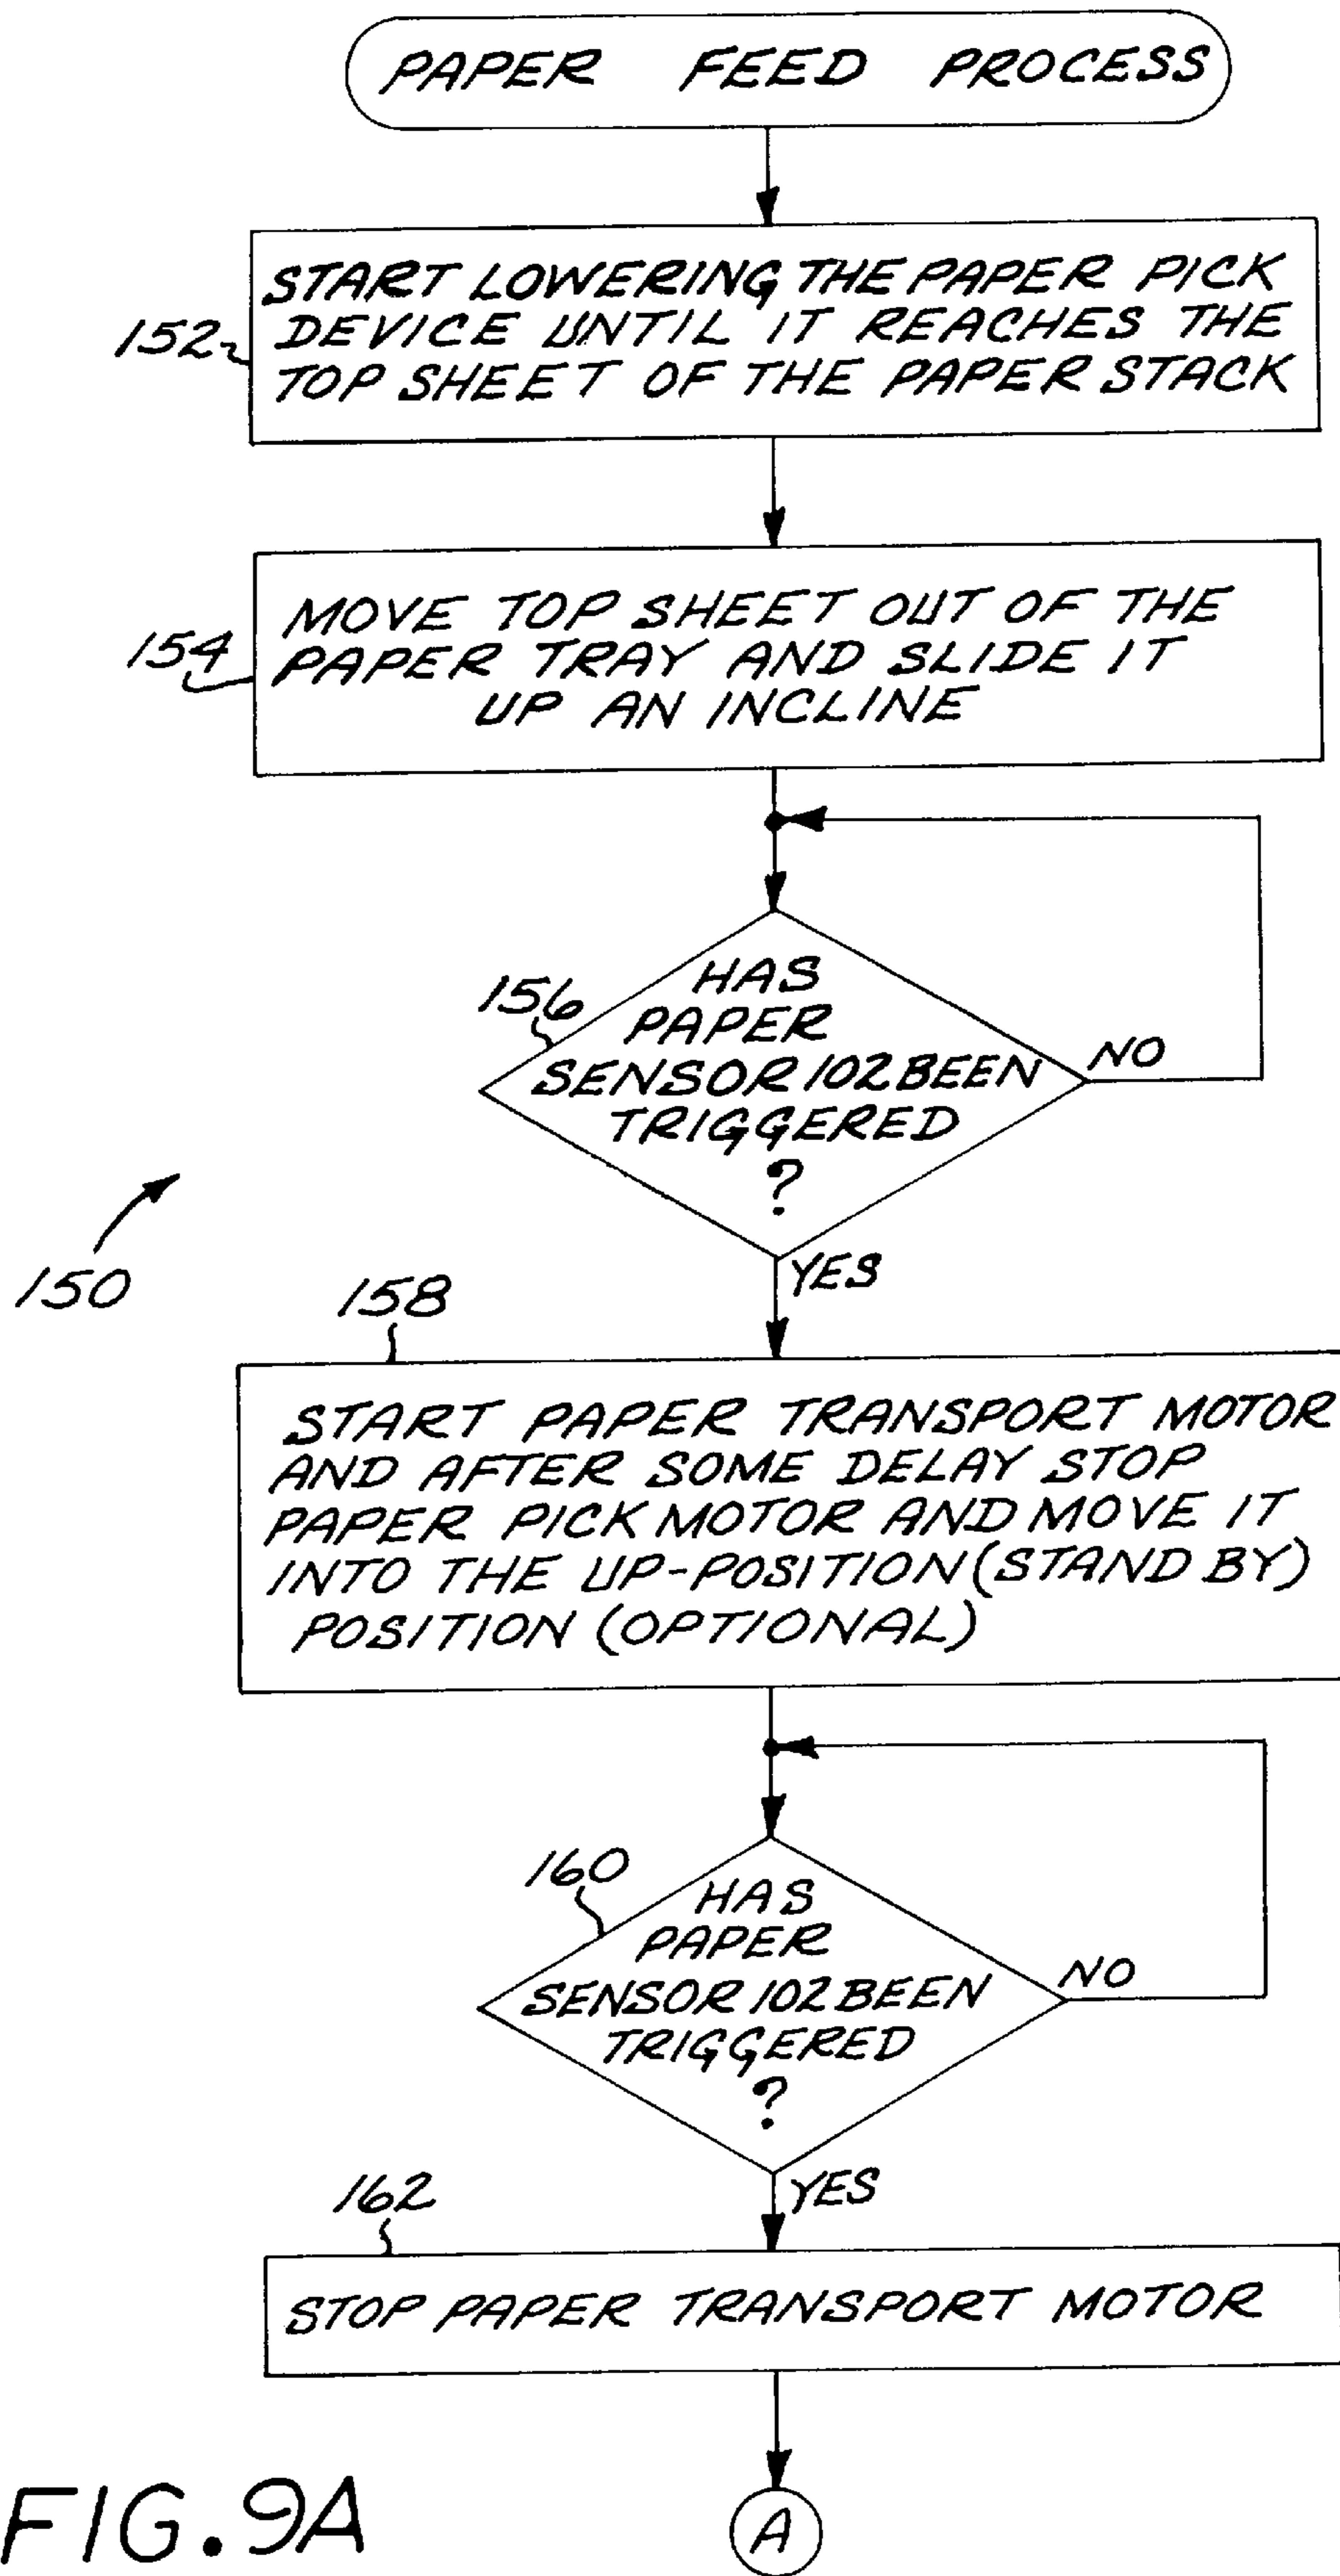 PAPER FEED PROCESS
START LOWERING THE PAPER PICK
DEVICE UNTIL IT REACHES THE
TOP SHEET OF THE PAPER STACK
152
MOVE TOP SHEET OUT OF THE
PAPER TRAY AND SLIDE IT
UP AN INCLINE
154
156
HAS
PAPER
SENSOR 102 BEEN
TRIGGERED
?
NO
YES
150
158
START PAPER TRANSPORT MOTOR
AND AFTER SOME DELAY STOP
PAPER PICK MOTOR AND MOVE IT
INTO THE UP-POSITION (STAND BY)
POSITION (OPTIONAL)
160
HAS
PAPER
SENSOR 102 BEEN
TRIGGERED
?
NO
YES
162
STOP PAPER TRANSPORT MOTOR
A
FIG. 9A